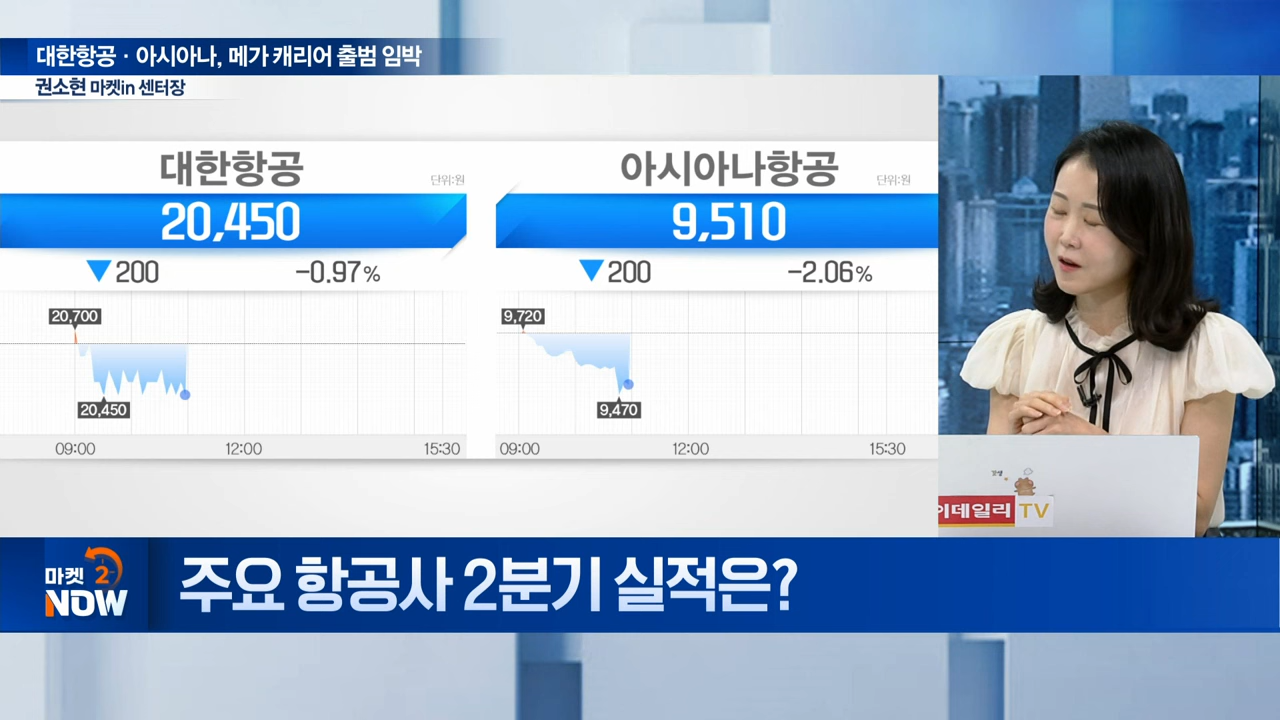 대한항공 · 아시아나, 메가 캐리어 출범 임박
권소현 마켓in 센터장
대한항공
단위:원
20,450
▼200 -0.97%
20,700
20,450
09:00 12:00 15:30
아시아나항공
단위:원
9,510
▼200 -2.06%
9,720
9,470
09:00 12:00 15:30
이데일리 TV
마켓 2
NOW
주요 항공사 2분기 실적은?